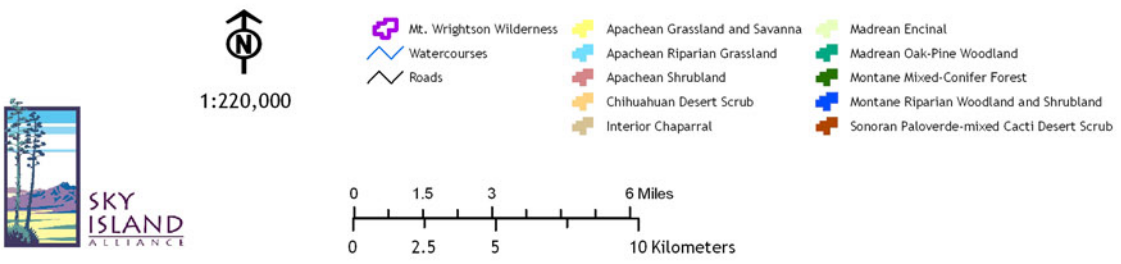 N
1:220,000
Mt. Wrightson Wilderness
Watercourses
Roads
Apachean Grassland and Savanna
Apachean Riparian Grassland
Apachean Shrubland
Chihuahuan Desert Scrub
Interior Chaparral
Madrean Encinal
Madrean Oak-Pine Woodland
Montane Mixed-Conifer Forest
Montane Riparian Woodland and Shrubland
Sonoran Paloverde-mixed Cacti Desert Scrub
SKY
ISLAND
ALLIANCE
0 1.5 3 6 Miles
0 2.5 5 10 Kilometers